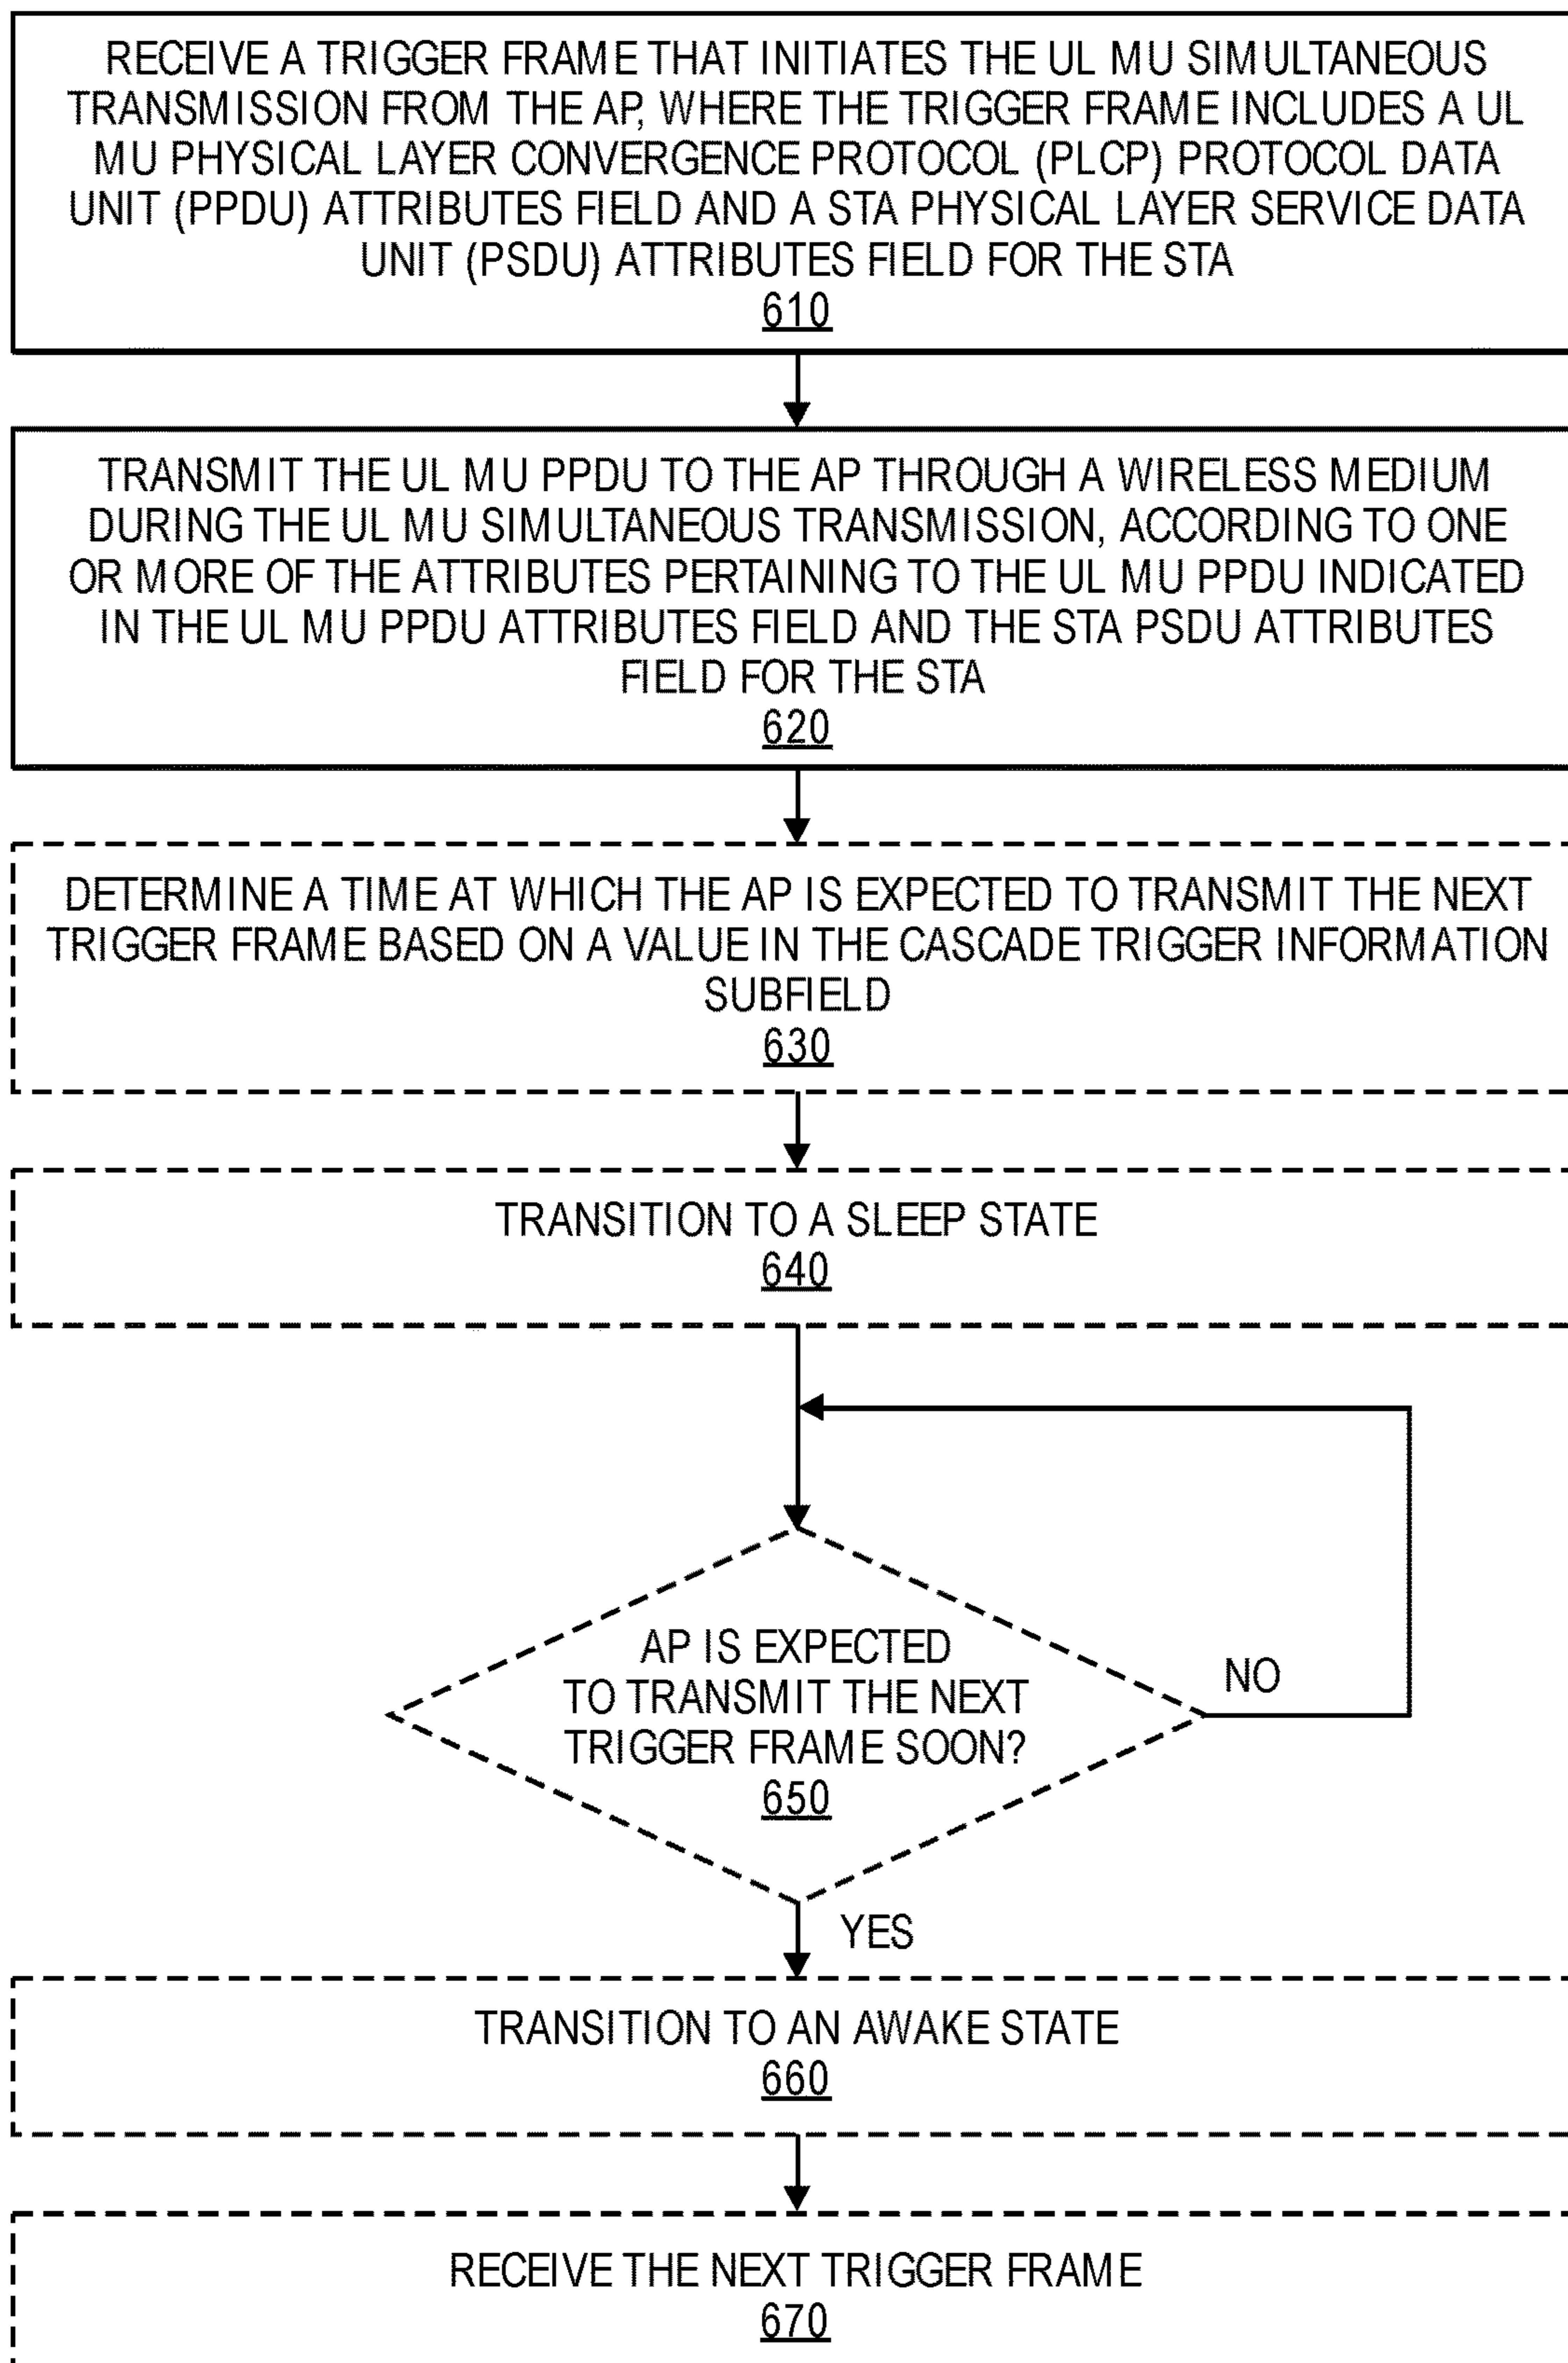 RECEIVE A TRIGGER FRAME THAT INITIATES THE UL MU SIMULTANEOUS
TRANSMISSION FROM THE AP, WHERE THE TRIGGER FRAME INCLUDES A UL
MU PHYSICAL LAYER CONVERGENCE PROTOCOL (PLCP) PROTOCOL DATA
UNIT (PPDU) ATTRIBUTES FIELD AND A STA PHYSICAL LAYER SERVICE DATA
UNIT (PSDU) ATTRIBUTES FIELD FOR THE STA
610
TRANSMIT THE UL MU PPDU TO THE AP THROUGH A WIRELESS MEDIUM
DURING THE UL MU SIMULTANEOUS TRANSMISSION, ACCORDING TO ONE
OR MORE OF THE ATTRIBUTES PERTAINING TO THE UL MU PPDU INDICATED
IN THE UL MU PPDU ATTRIBUTES FIELD AND THE STA PSDU ATTRIBUTES
FIELD FOR THE STA
620
DETERMINE A TIME AT WHICH THE AP IS EXPECTED TO TRANSMIT THE NEXT
TRIGGER FRAME BASED ON A VALUE IN THE CASCADE TRIGGER INFORMATION
SUBFIELD
630
TRANSITION TO A SLEEP STATE
640
AP IS EXPECTED
TO TRANSMIT THE NEXT
TRIGGER FRAME SOON?
650
NO
YES
TRANSITION TO AN AWAKE STATE
660
RECEIVE THE NEXT TRIGGER FRAME
670